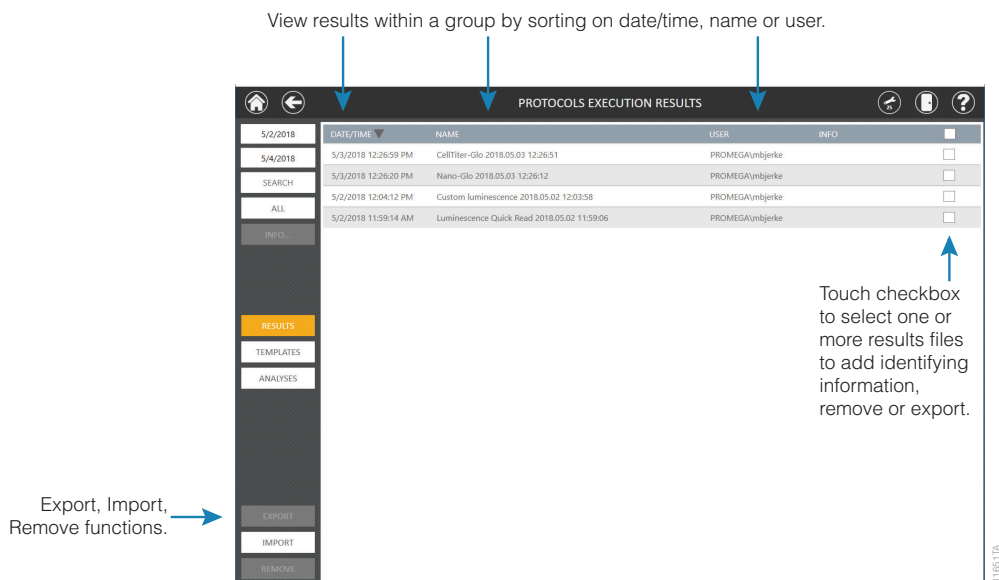 View results within a group by sorting on date/time, name or user.
PROTOCOLS EXECUTION RESULTS
25
?
5/2/2018
5/4/2018
SEARCH
ALL
INFO...
RESULTS
TEMPLATES
ANALYSES
EXPORT
IMPORT
REMOVE
DATE/TIME NAME USER INFO
5/3/2018 12:26:59 PM CellTiter-Glo 2018.05.03 12:26:51 PROMEGA\mbjerke
5/3/2018 12:26:20 PM Nano-Glo 2018.05.03 12:26:12 PROMEGA\mbjerke
5/2/2018 12:04:12 PM Custom luminescence 2018.05.02 12:03:58 PROMEGA\mbjerke
5/2/2018 11:59:14 AM Luminescence Quick Read 2018.05.02 11:59:06 PROMEGA\mbjerke
Touch checkbox
to select one or
more results files
to add identifying
information,
remove or export.
Export, Import,
Remove functions.